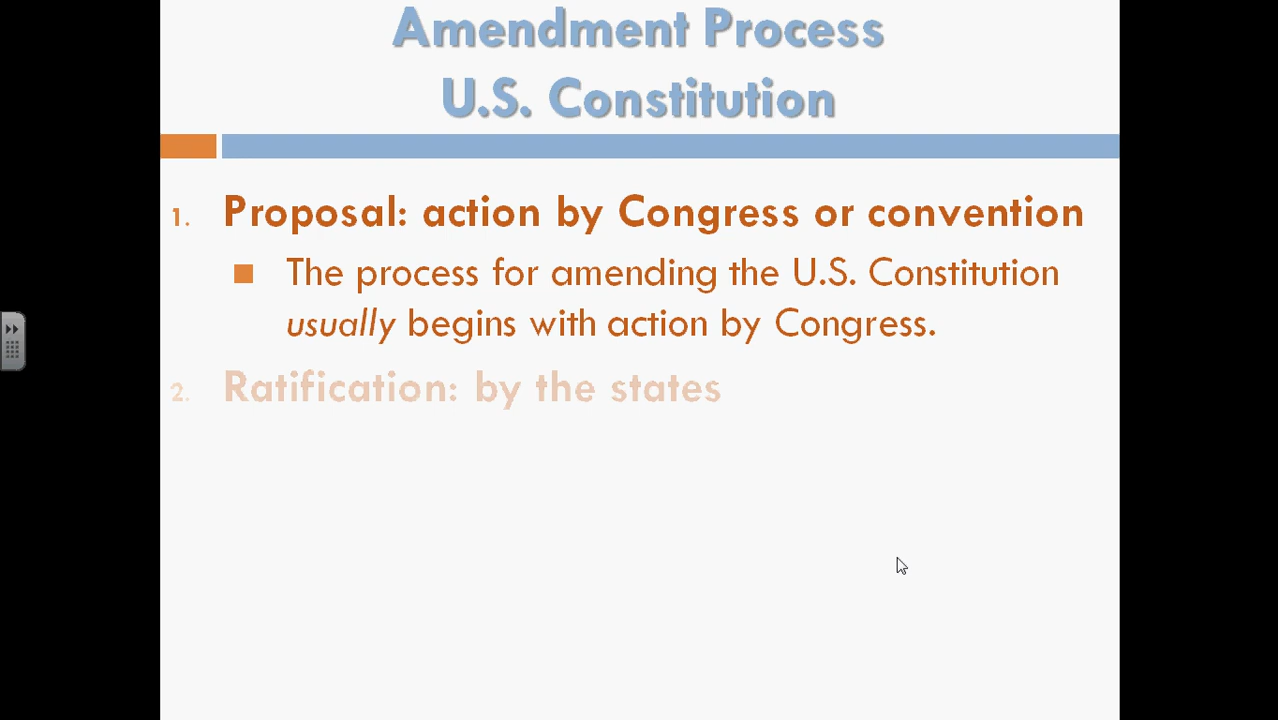 Amendment Process
U.S. Constitution
1. Proposal: action by Congress or convention
The process for amending the U.S. Constitution
usually begins with action by Congress.
2. Ratification: by the states